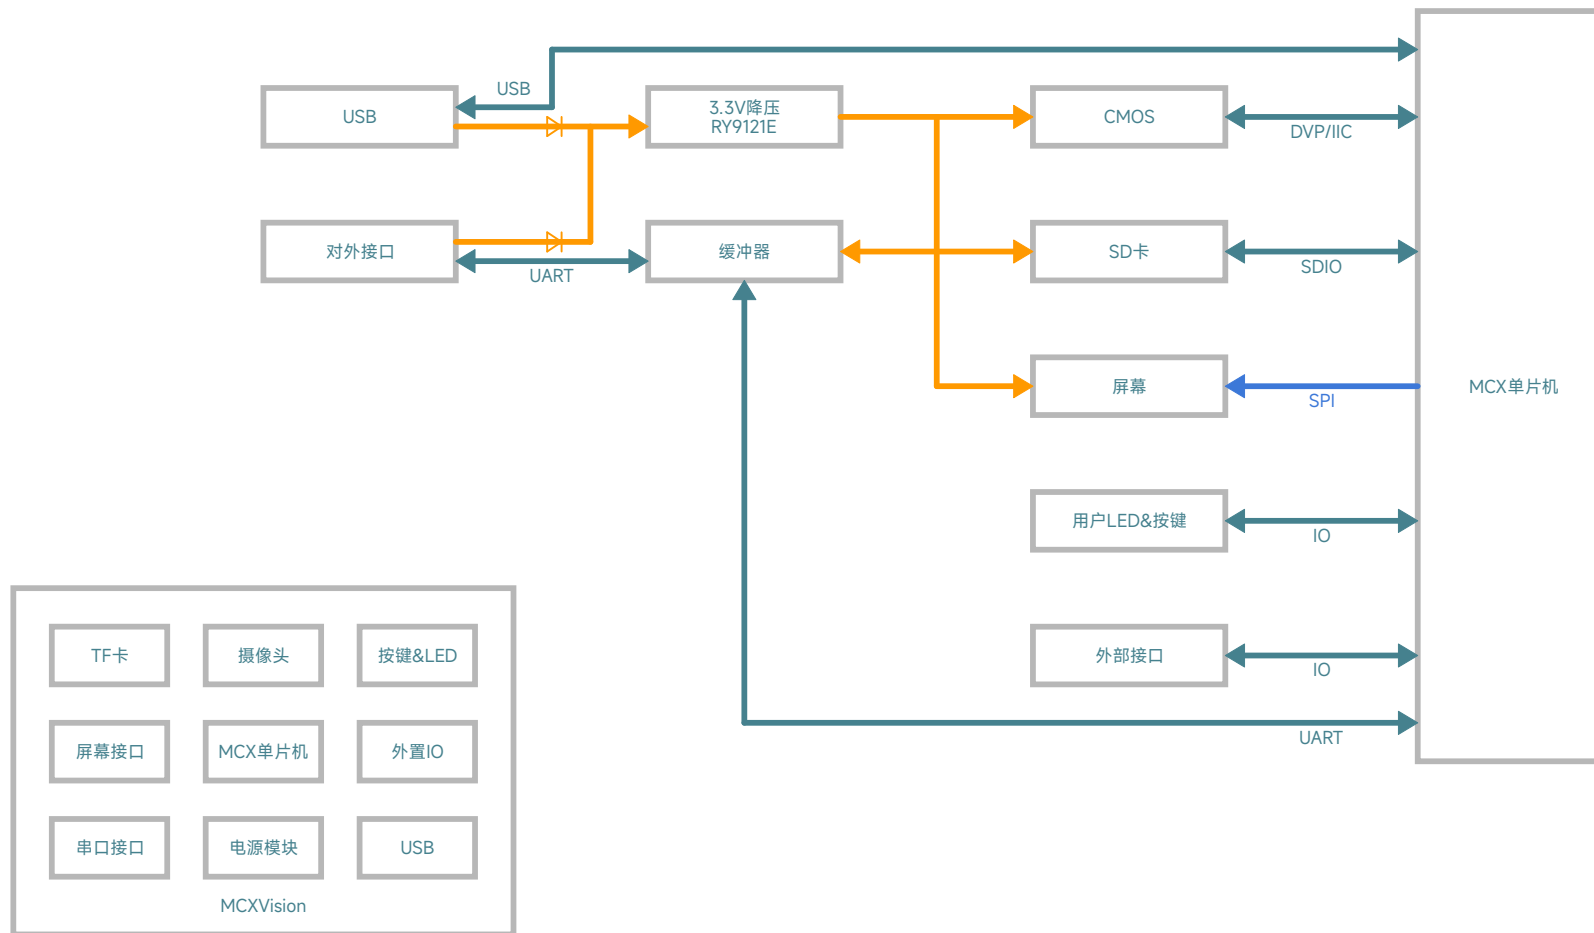 USB
USB
3.3V降压
RY9121E
CMOS
DVP/IIC
对外接口
UART
缓冲器
SD卡
SDIO
屏幕
SPI
MCX单片机
用户LED&按键
IO
外部接口
IO
UART
TF卡
摄像头
按键&LED
屏幕接口
MCX单片机
外置IO
串口接口
电源模块
USB
MCXVision